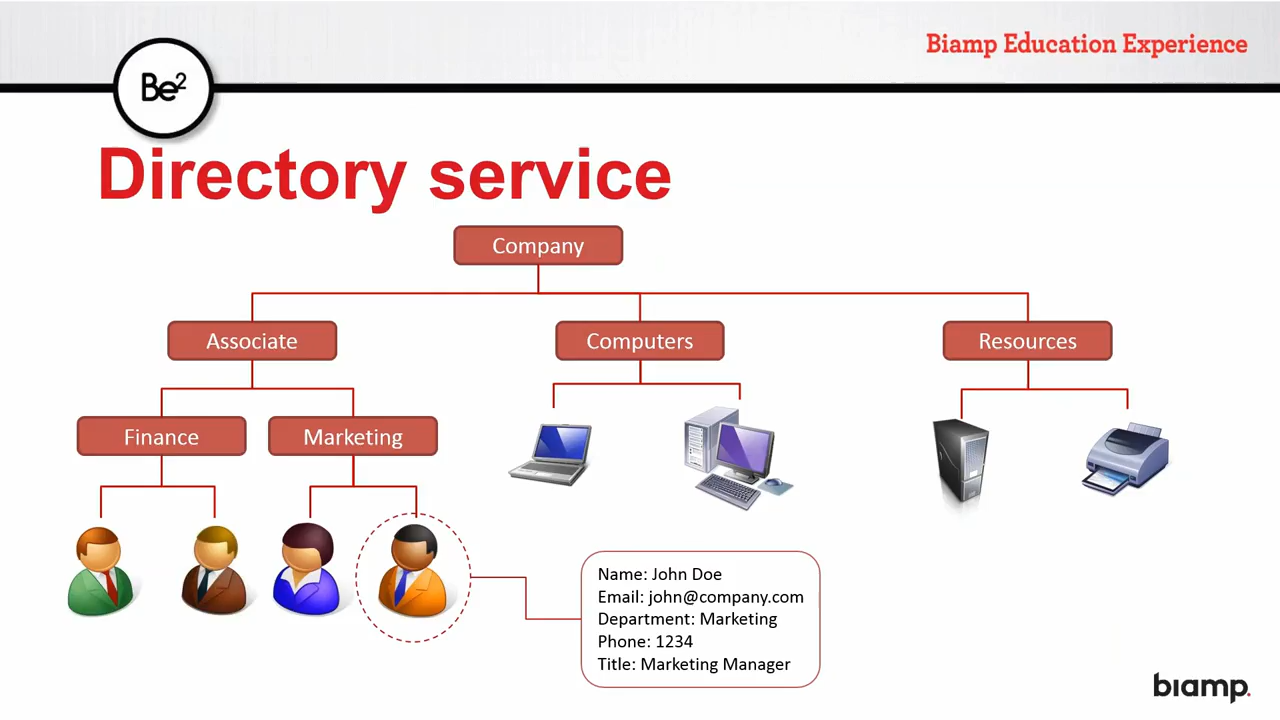 Biamp Education Experience
Be²
Directory service
Company
Associate
Computers
Resources
Finance
Marketing
Name: John Doe
Email: john@company.com
Department: Marketing
Phone: 1234
Title: Marketing Manager
biamp.